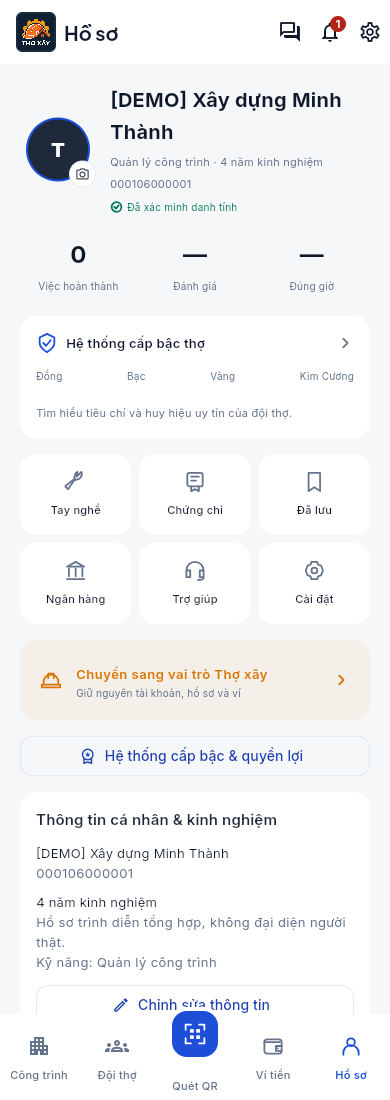 THỢ XÂY
Hồ sơ
1
[DEMO] Xây dựng Minh
Thành
T
Quản lý công trình · 4 năm kinh nghiệm
000106000001
Đã xác minh danh tính
0
—
—
Việc hoàn thành
Đánh giá
Đúng giờ
Hệ thống cấp bậc thợ
Đồng
Bạc
Vàng
Kim Cương
Tìm hiểu tiêu chí và huy hiệu uy tín của đội thợ.
Tay nghề
Chứng chỉ
Đã lưu
Ngân hàng
Trợ giúp
Cài đặt
Chuyển sang vai trò Thợ xây
Giữ nguyên tài khoản, hồ sơ và ví
Hệ thống cấp bậc & quyền lợi
Thông tin cá nhân & kinh nghiệm
[DEMO] Xây dựng Minh Thành
000106000001
4 năm kinh nghiệm
Hồ sơ trình diễn tổng hợp, không đại diện người
thật.
Kỹ năng: Quản lý công trình
Chỉnh sửa thông tin
Công trình
Đội thợ
Quét QR
Ví tiền
Hồ sơ